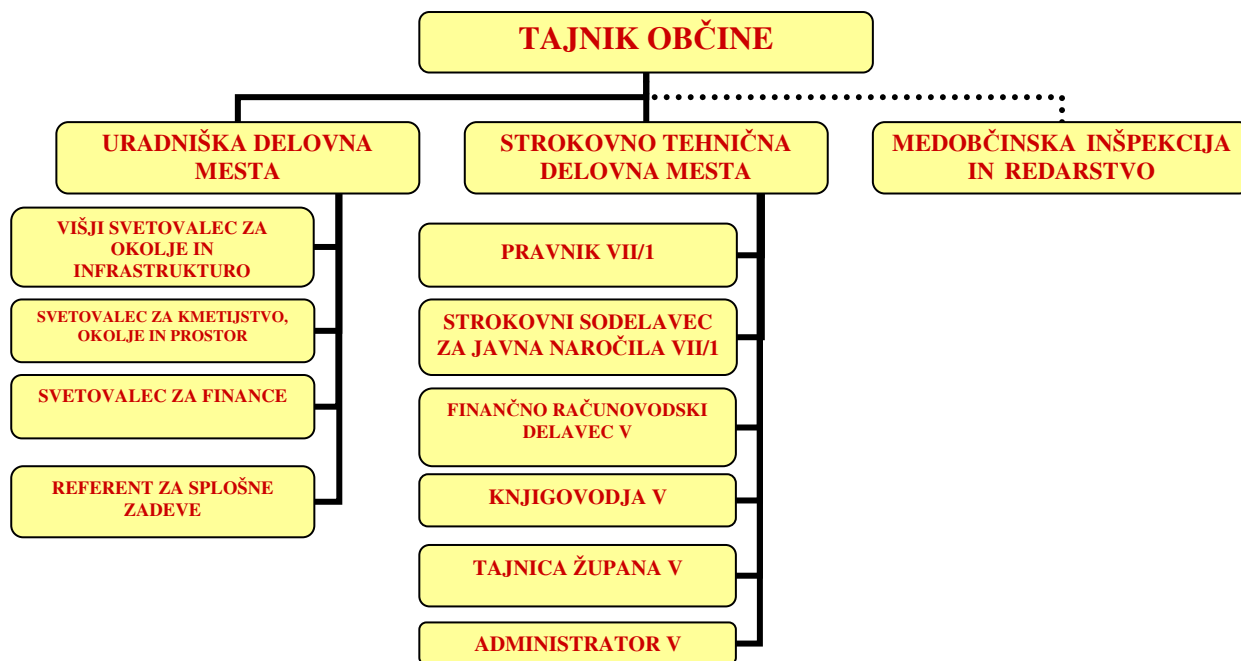 TAJNIK OBČINE
URADNIŠKA DELOVNA
MESTA
STROKOVNO TEHNIČNA
DELOVNA MESTA
MEDOBČINSKA INŠPEKCIJA
IN REDARSTVO
VIŠJI SVETOVALEC ZA
OKOLJE IN
INFRASTRUKTURO
SVETOVALEC ZA KMETIJSTVO,
OKOLJE IN PROSTOR
SVETOVALEC ZA FINANCE
REFERENT ZA SPLOŠNE
ZADEVE
PRAVNIK VII/1
STROKOVNI SODELAVEC
ZA JAVNA NAROČILA VII/1
FINANČNO RAČUNOVODSKI
DELAVEC V
KNJIGOVODJA V
TAJNICA ŽUPANA V
ADMINISTRATOR V